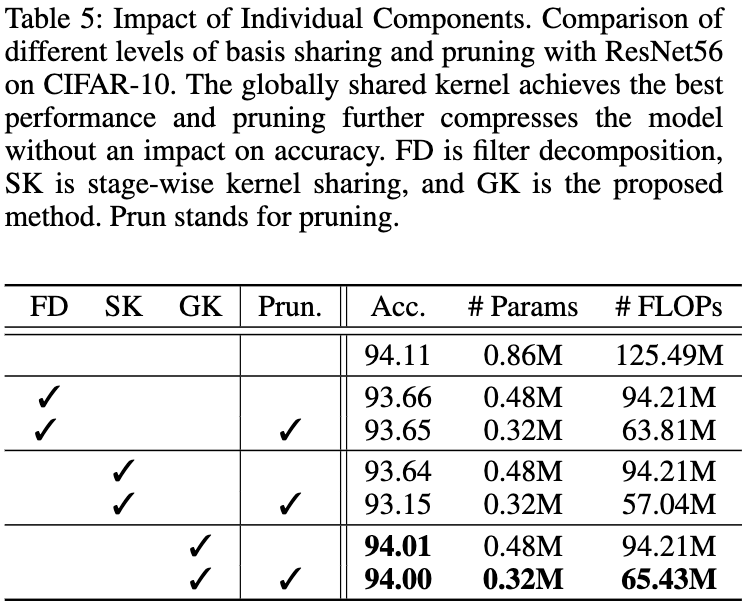 Table 5: Impact of Individual Components. Comparison of
different levels of basis sharing and pruning with ResNet56
on CIFAR-10. The globally shared kernel achieves the best
performance and pruning further compresses the model
without an impact on accuracy. FD is filter decomposition,
SK is stage-wise kernel sharing, and GK is the proposed
method. Prun stands for pruning.
FD SK GK Prun. Acc. # Params # FLOPs
94.11 0.86M 125.49M
✓ 93.66 0.48M 94.21M
✓ ✓ 93.65 0.32M 63.81M
✓ 93.64 0.48M 94.21M
✓ ✓ 93.15 0.32M 57.04M
✓ 94.01 0.48M 94.21M
✓ ✓ 94.00 0.32M 65.43M